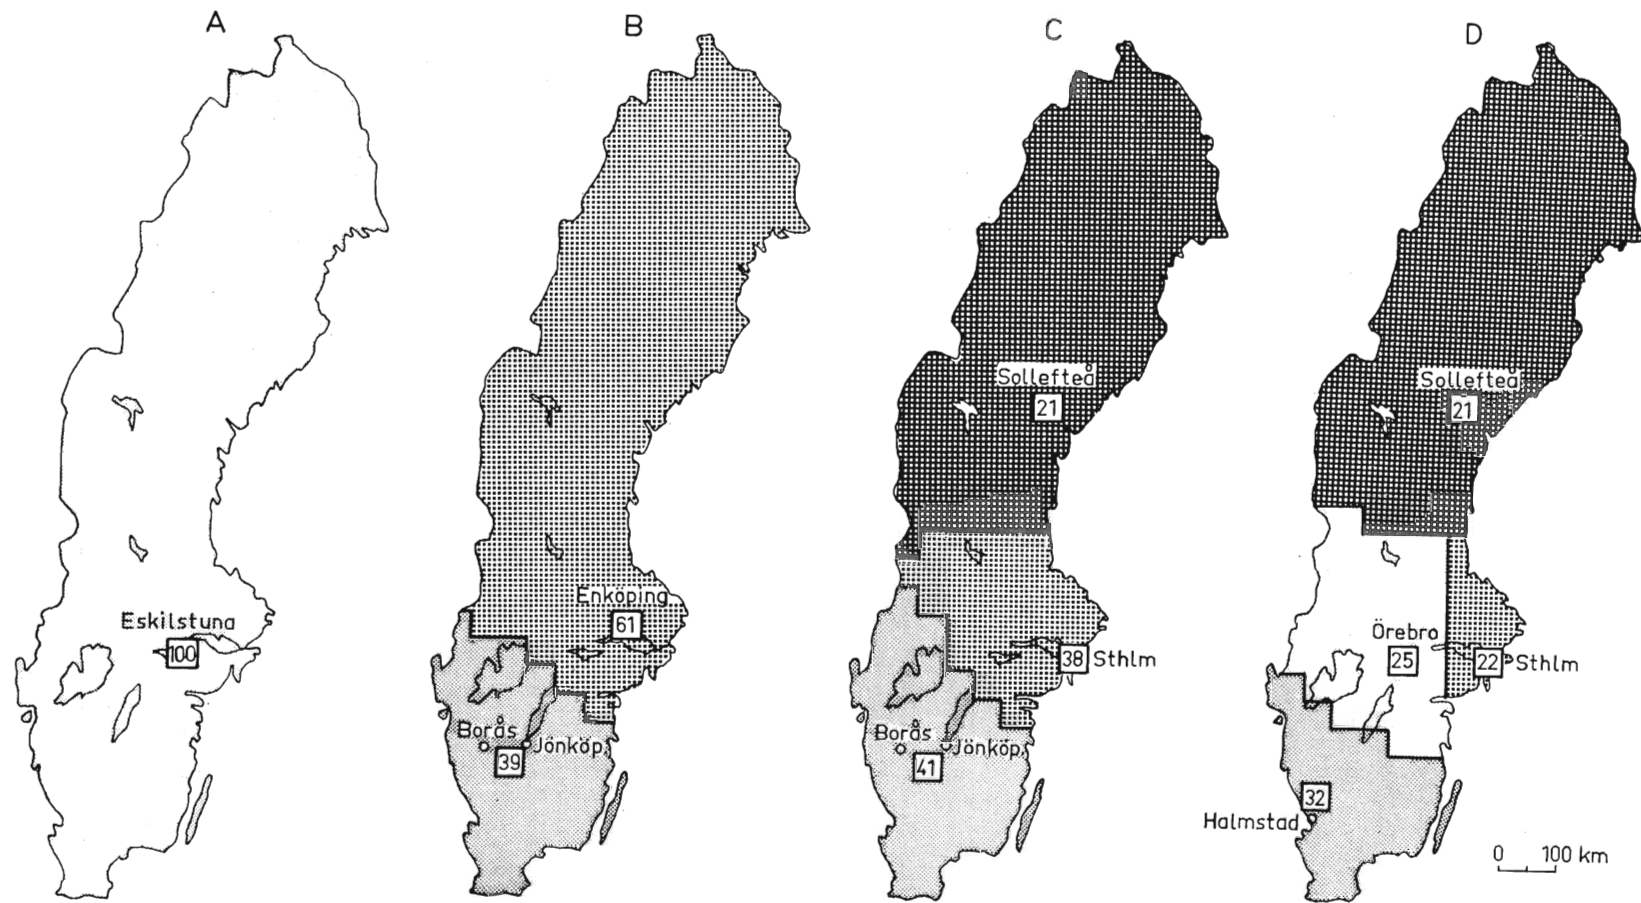 A
B
C
D
Eskilstuna
100
Enköping
61
Borås
Jönköp.
39
Sollefteå
21
38 Sthlm
Borås
Jönköp.
41
Sollefteå
21
Örebro
25
22 Sthlm
32
Halmstad
0 100 km